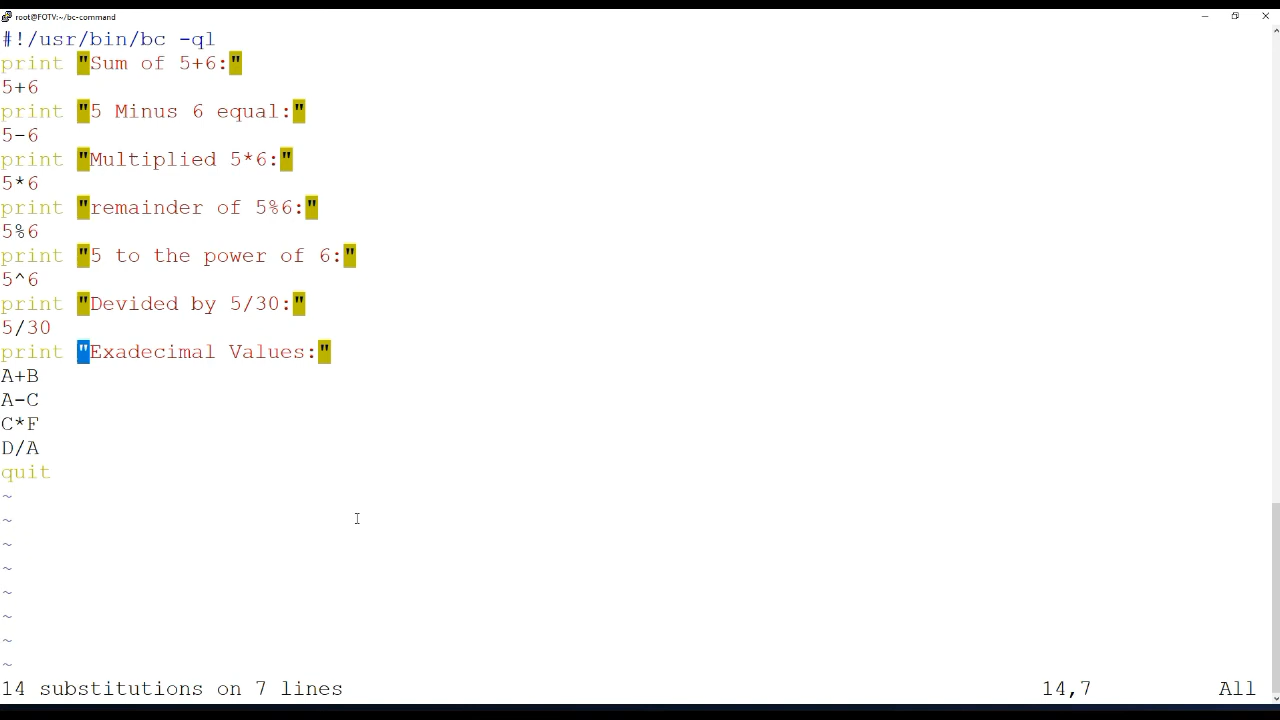 root@FOTV:~/bc-command
#!/usr/bin/bc -ql
print "Sum of 5+6:"
5+6
print "5 Minus 6 equal:"
5-6
print "Multiplied 5*6:"
5*6
print "remainder of 5%6:"
5%6
print "5 to the power of 6:"
5^6
print "Devided by 5/30:"
5/30
print "Exadecimal Values:"
A+B
A-C
C*F
D/A
quit
~
~
~
~
~
~
~
~
14 substitutions on 7 lines 14,7 All